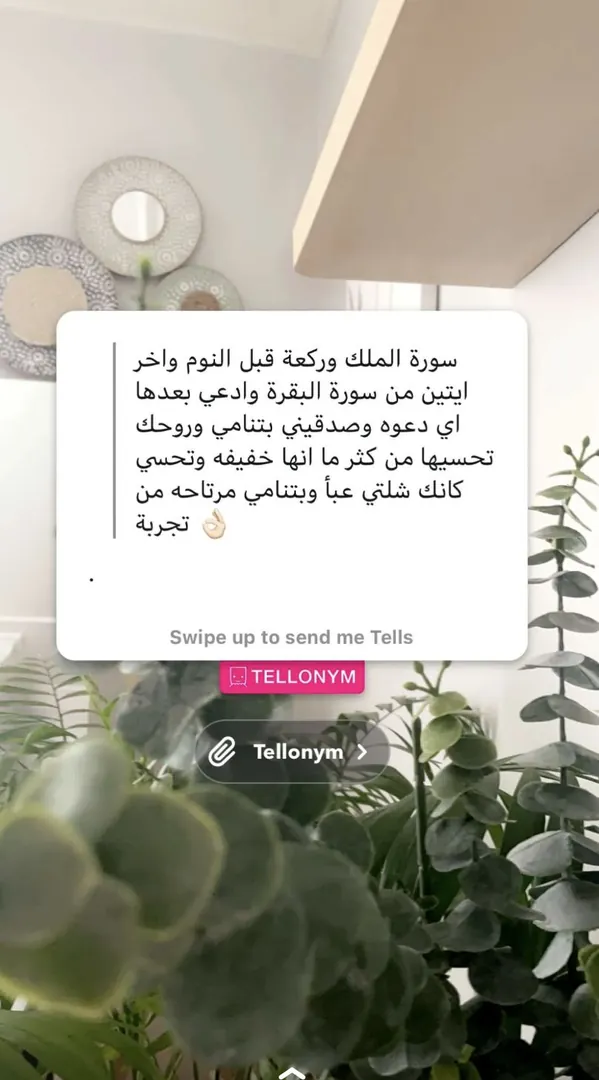 سورة الملك وركعة قبل النوم واخر
ايتين من سورة البقرة وادعي بعدها
اي دعوه وصدقيني بتنامي وروحك
تحسيها من كثر ما انها خفيفه وتحسي
كانك شلتي عبأ وبتنامي مرتاحه من
تجربة 👌🏻
.
Swipe up to send me Tells
TELLONYM
Tellonym